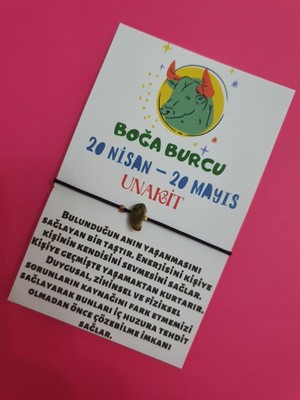 BOĞA BURCU
20 NİSAN – 20 MAYIS
UNAKİT
BULUNDUĞUN ANIN YAŞANMASINI
SAĞLAYAN BİR TAŞTIR. ENERJİSİNİ KİŞİYE
KİŞİNİN KENDİSİNİ SEVMESİNİ SAĞLAR.
KİŞİYE GEÇMİŞTE YAŞAMAKTAN KURTARIR.
DUYGUSAL, ZİHİNSEL VE FİZİKSEL
SORUNLARIN KAYNAĞINI FARK ETMEMİZİ
SAĞLAYARAK BUNLARI İÇ HUZURA TEHDİT
OLMADAN ÖNCE ÇÖZEBİLME İMKANI
SAĞLAR.